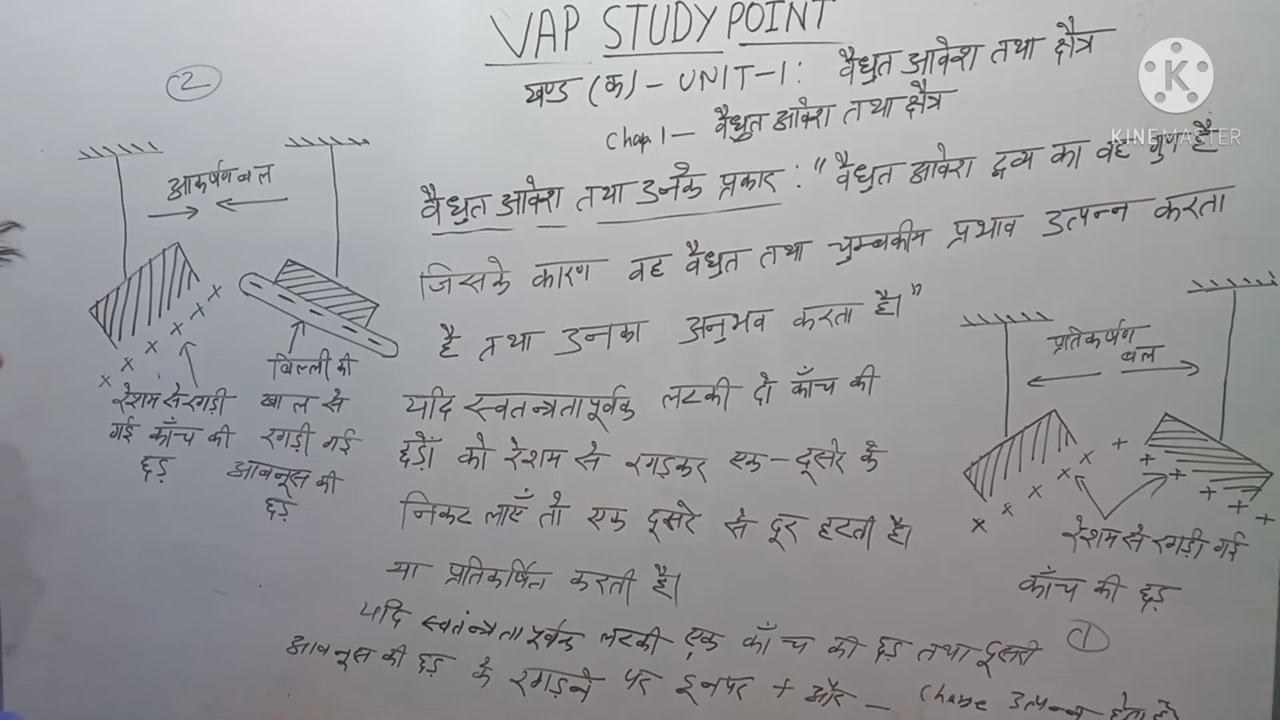 VAP STUDY POINT
खण्ड (क) - UNIT-1: वैधुत आवेश तथा क्षैत्र
Chap.1 - वैधुत आवेश तथा क्षैत्र
K
KINEMASTER
वैधुत आवेश तथा उनके प्रकार : "वैधुत आवेश द्रव्य का वह गुण है
जिसके कारण वह वैधुत तथा चुम्बकीय प्रभाव उत्पन्न करता
है तथा उनका अनुभव करता है।"
यदि स्वतन्त्रतापूर्वक लटकी दो काँच की
छड़ों को रेशम से रगड़कर एक-दूसरे के
निकट लाएँ तो एक दूसरे से दूर हटती है।
या प्रतिकर्षित करती है।
यदि स्वतंन्त्रतापूर्वक लटकी एक काँच की छड़ तथा दूसरी
आबनूस की छड़ के रगड़ने पर इनपर + और - Charge उत्पन्न होता है
2
आकर्षण बल
रेशम से रगड़ी
गई काँच की
छड़
बिल्ली की
खाल से
रगड़ी गई
आबनूस की
छड़
प्रतिकर्षण
बल
रेशम से रगड़ी गई
काँच की छड़
1